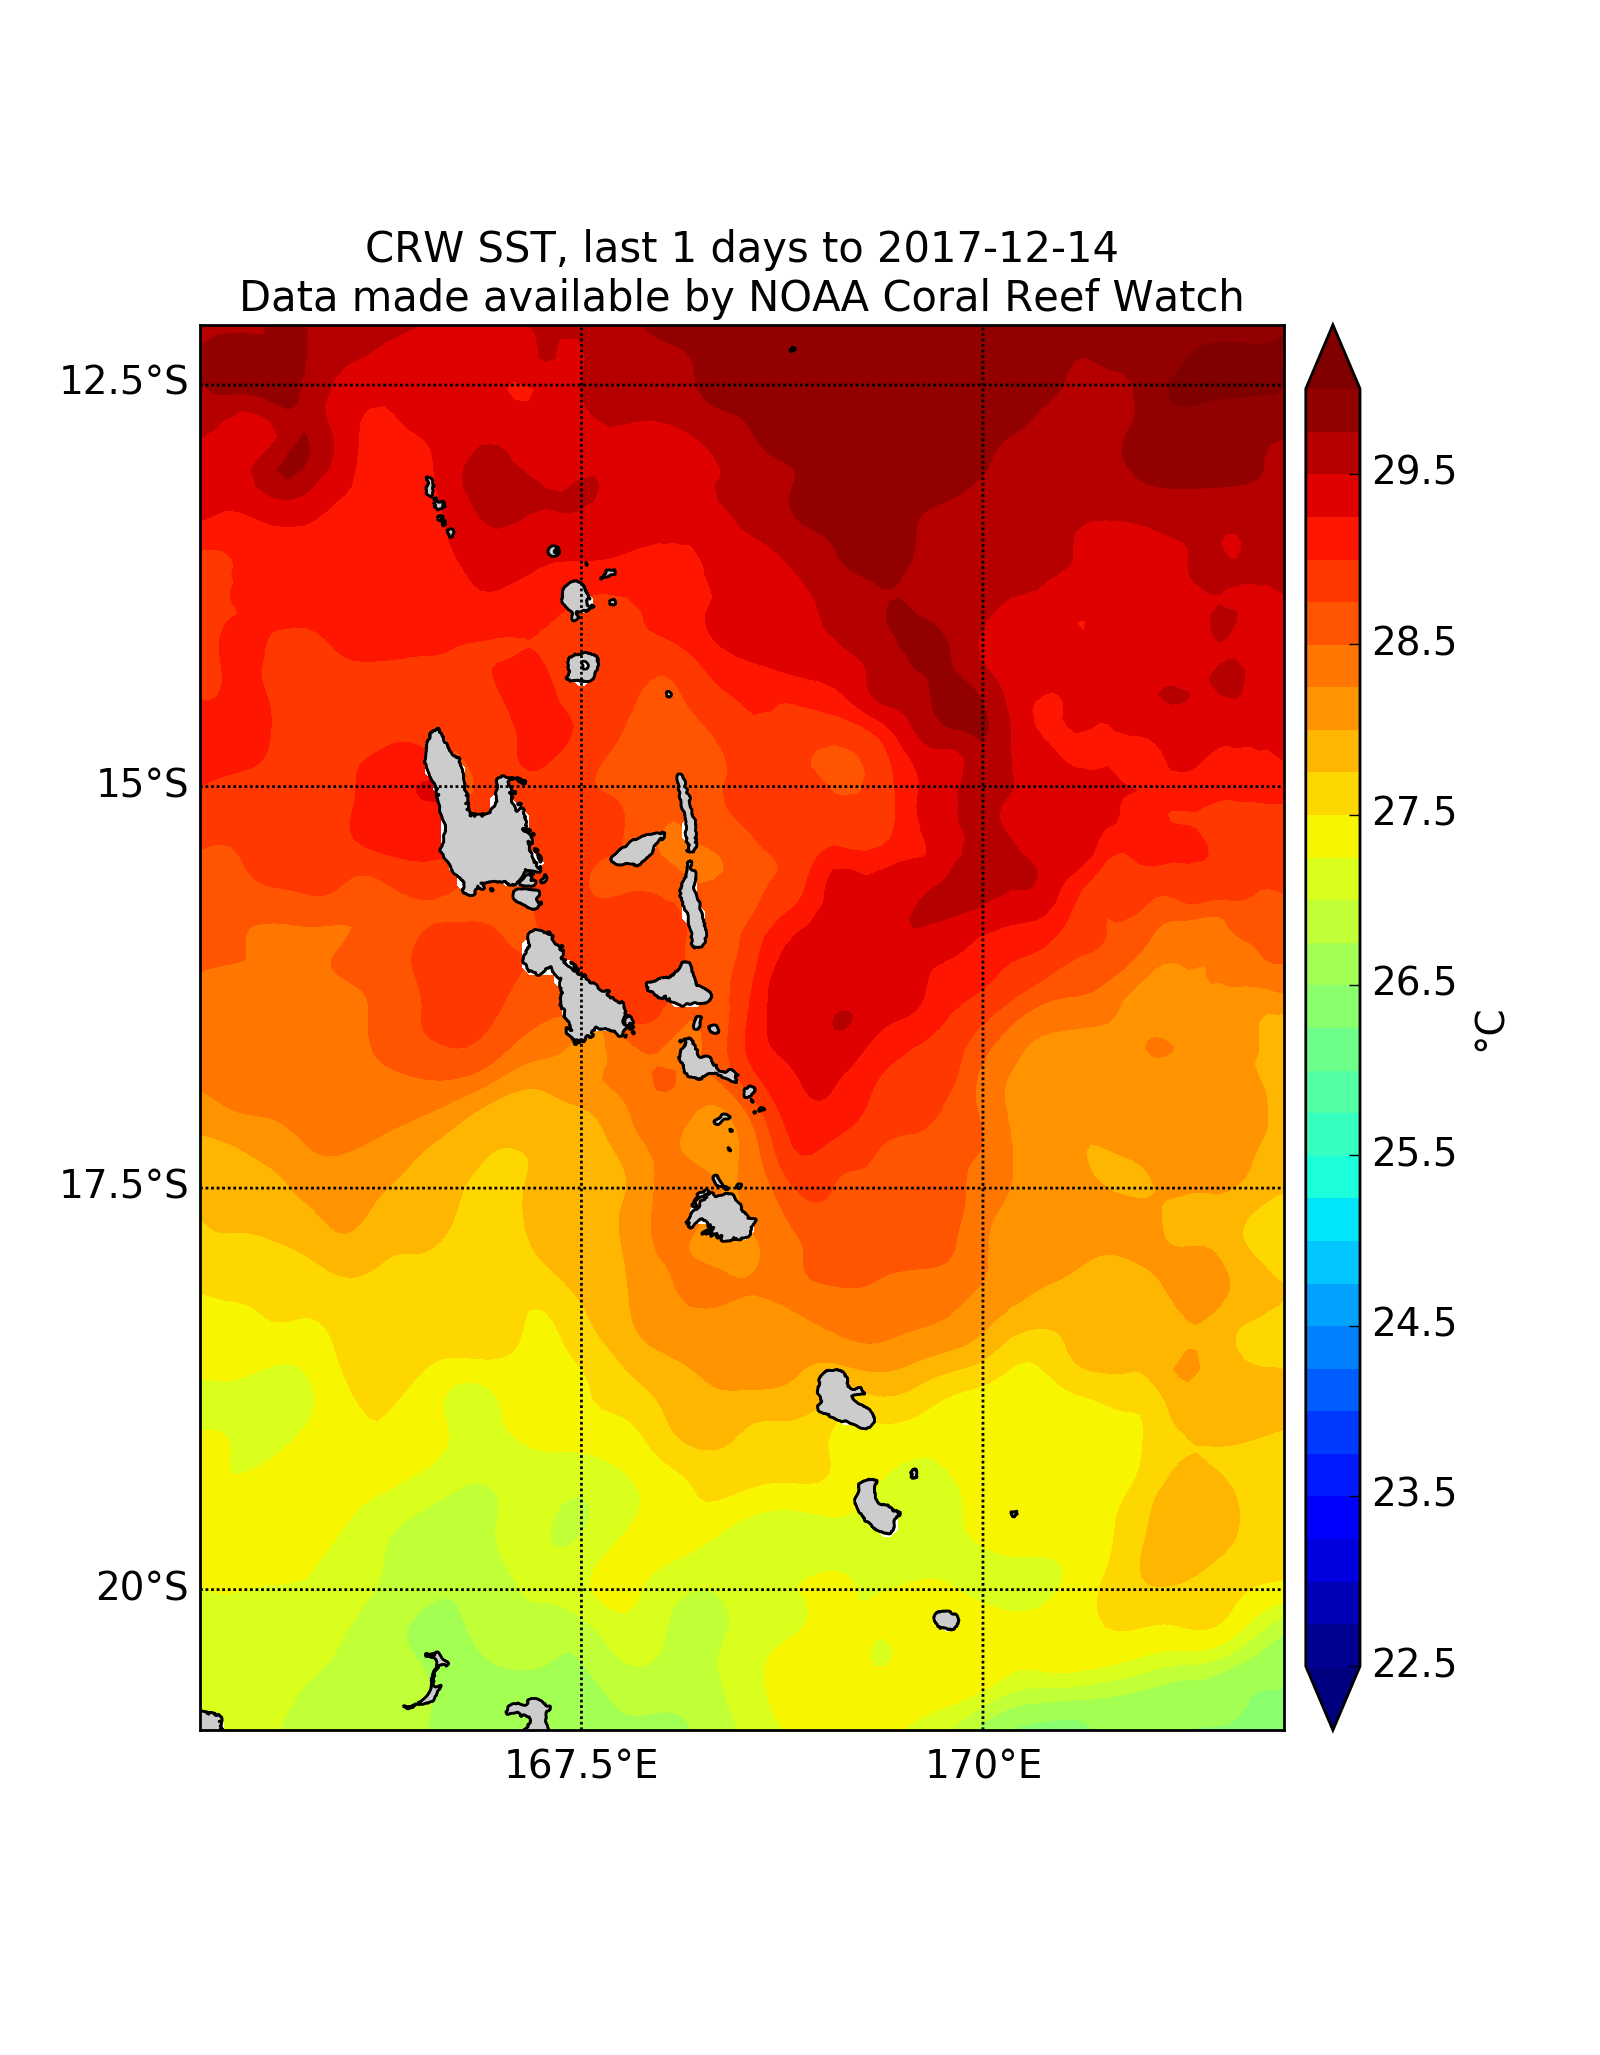 CRW SST, last 1 days to 2017-12-14
Data made available by NOAA Coral Reef Watch
12.5°S
15°S
17.5°S
20°S
167.5°E
170°E
29.5
28.5
27.5
26.5
25.5
24.5
23.5
22.5
°C